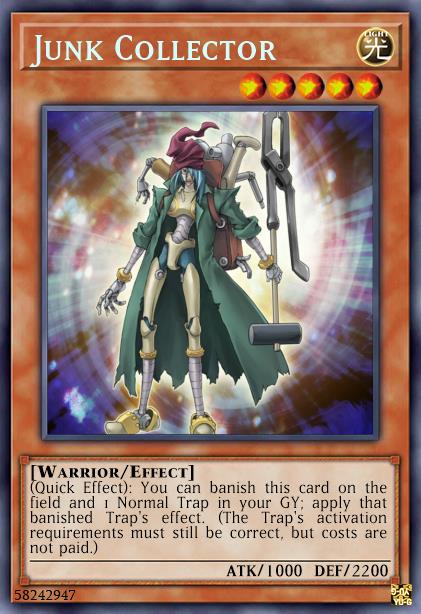 Junk Collector
LIGHT
光
[Warrior/Effect]
(Quick Effect): You can banish this card on the
field and 1 Normal Trap in your GY; apply that
banished Trap's effect. (The Trap's activation
requirements must still be correct, but costs are
not paid.)
ATK/1000 DEF/2200
58242947